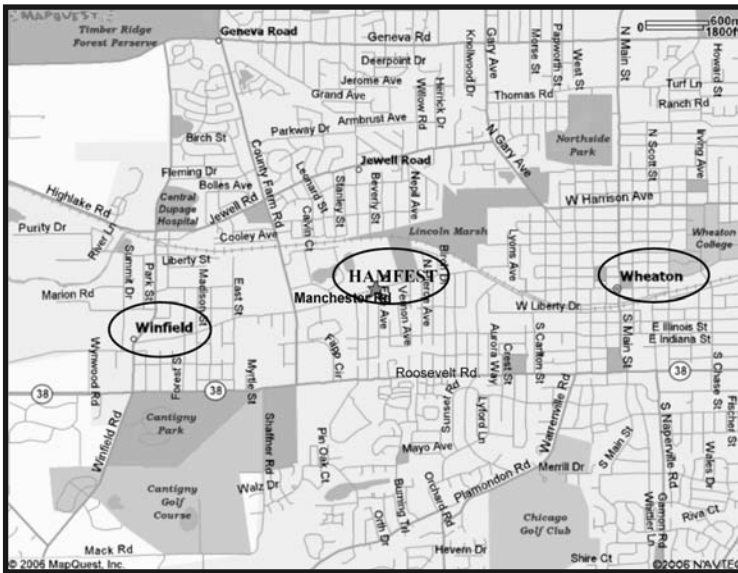 MAPQUEST
Timber Ridge
Forest Perserve
Geneva Road
Geneva Rd
600m
1800ft
N Main St
Howard St
Gary Ave
Knollwood Dr
Morse St
Papworth St
West St
Deerpoint Dr
Jerome Ave
Grand Ave
Willow Rd
Herrick Dr
Thomas Rd
Turf Ln
Ranch Rd
Armbrust Ave
Parkway Dr
Birch St
County Farm Rd
Jewell Road
N Gary Ave
Northside
Park
N Scott St
Irving Ave
Fleming Dr
Bolles Ave
Leonard St
Stanley St
Beverly St
Nepil Ave
Highlake Rd
Central
Dupage
Hospital
Jewell Rd
W Harrison Ave
Purity Dr
River Ln
Cooley Ave
Calvin Ct
Lincoln Marsh
Lyons Ave
Wheaton
College
Liberty St
Summit Dr
Park St
Madison St
East St
HAMFEST
Wheaton
Marion Rd
Manchester Rd
Vernon Ave
W Liberty Dr
Winfield
E Illinois St
E Indiana St
S Main St
Flagg Cir
Aurora Way
Crest St
S Carlton St
Wynwood Rd
Forest S
Roosevelt Rd.
38
38
38
Myrtle St
S Chase St
Fischer St
Winfield Rd
Cantigny
Park
Shaffner Rd
Pin Oak Ct
Susan
Rd
Lyford Ln
Warrenville Rd
Mayo Ave
S Main St
S Naperville Rd
Wales Dr
Walz Dr
Plamondon Rd
Merrill Dr
Cantigny
Golf
Course
Orchard Rd
Burning Trl
Orth Dr
Chicago
Golf Club
Gamon Rd
Whittier Ln
Riva Ct
Mack Rd
Hevern Dr
Shire Ct
© 2006 MapQuest, Inc.
©2006 NAVTEQ